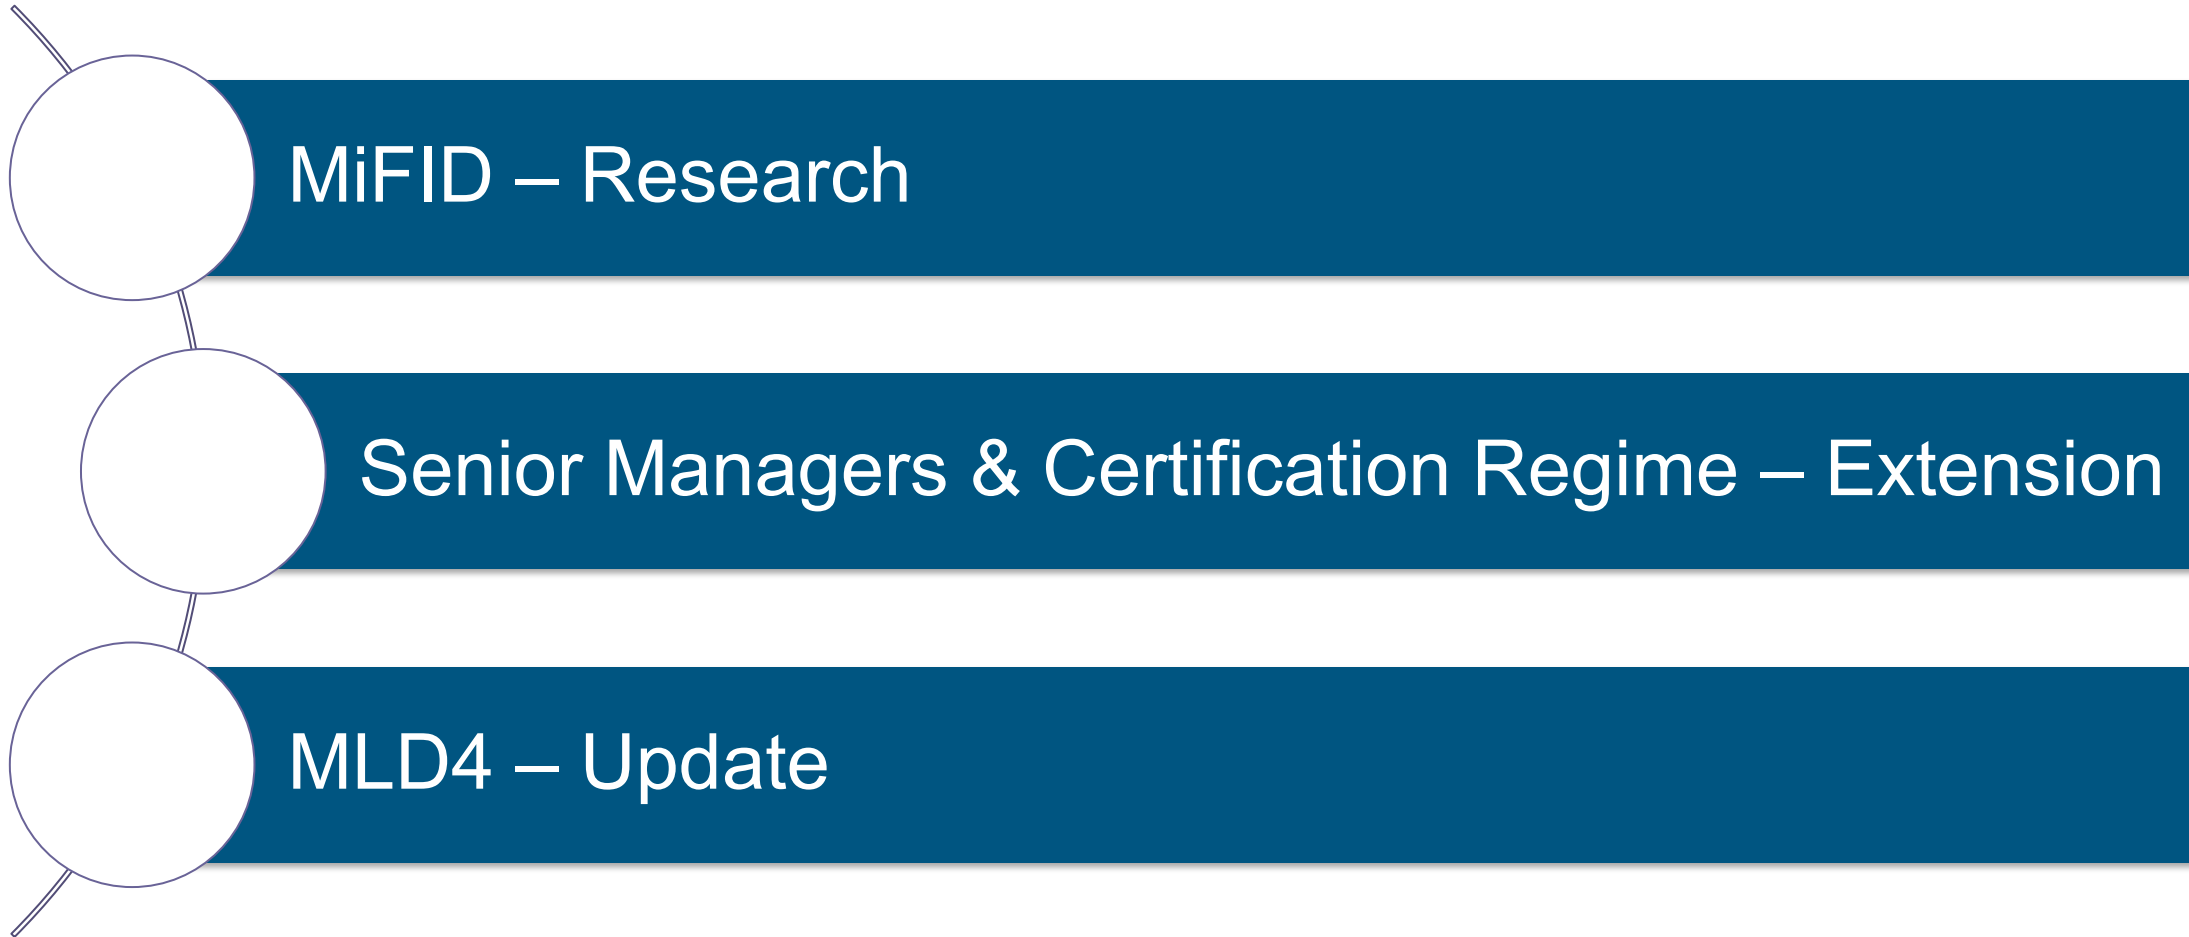 MiFID – Research
Senior Managers & Certification Regime – Extension
MLD4 – Update